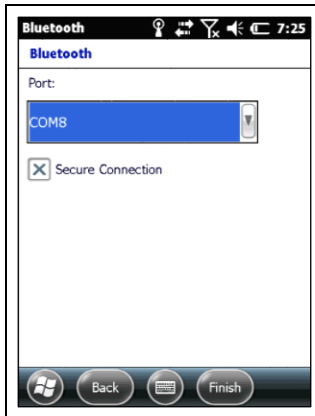 Bluetooth 7:25
Bluetooth
Port:
COM8
Secure Connection
Back Finish